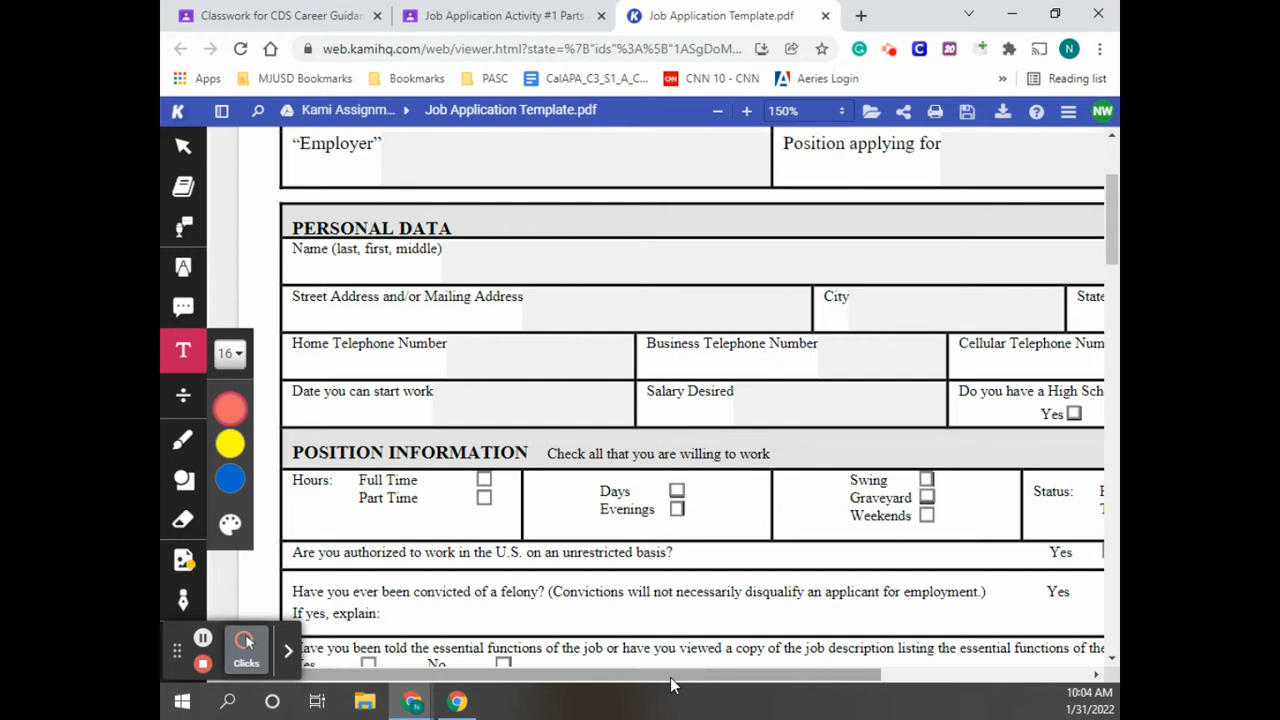 Classwork for CDS Career Guidan
Job Application Activity #1 Parts
Job Application Template.pdf
web.kamihq.com/web/viewer.html?state=%7B"ids"%3A%5B"1ASgDoM...
Apps
MJUSD Bookmarks
Bookmarks
PASC
CalAPA_C3_S1_A_C...
CNN 10 - CNN
Aeries Login
»
Reading list
N
K
Kami Assignm...
Job Application Template.pdf
150%
NW
"Employer"
Position applying for
PERSONAL DATA
Name (last, first, middle)
Street Address and/or Mailing Address
City
State
Home Telephone Number
Business Telephone Number
Cellular Telephone Num
Date you can start work
Salary Desired
Do you have a High Sch
Yes
T
16
POSITION INFORMATION Check all that you are willing to work
Hours: Full Time
Part Time
Days
Evenings
Swing
Graveyard
Weekends
Status:
Are you authorized to work in the U.S. on an unrestricted basis? Yes
Have you ever been convicted of a felony? (Convictions will not necessarily disqualify an applicant for employment.) Yes
If yes, explain:
Have you been told the essential functions of the job or have you viewed a copy of the job description listing the essential functions of the
Yes No
Clicks
10:04 AM
1/31/2022